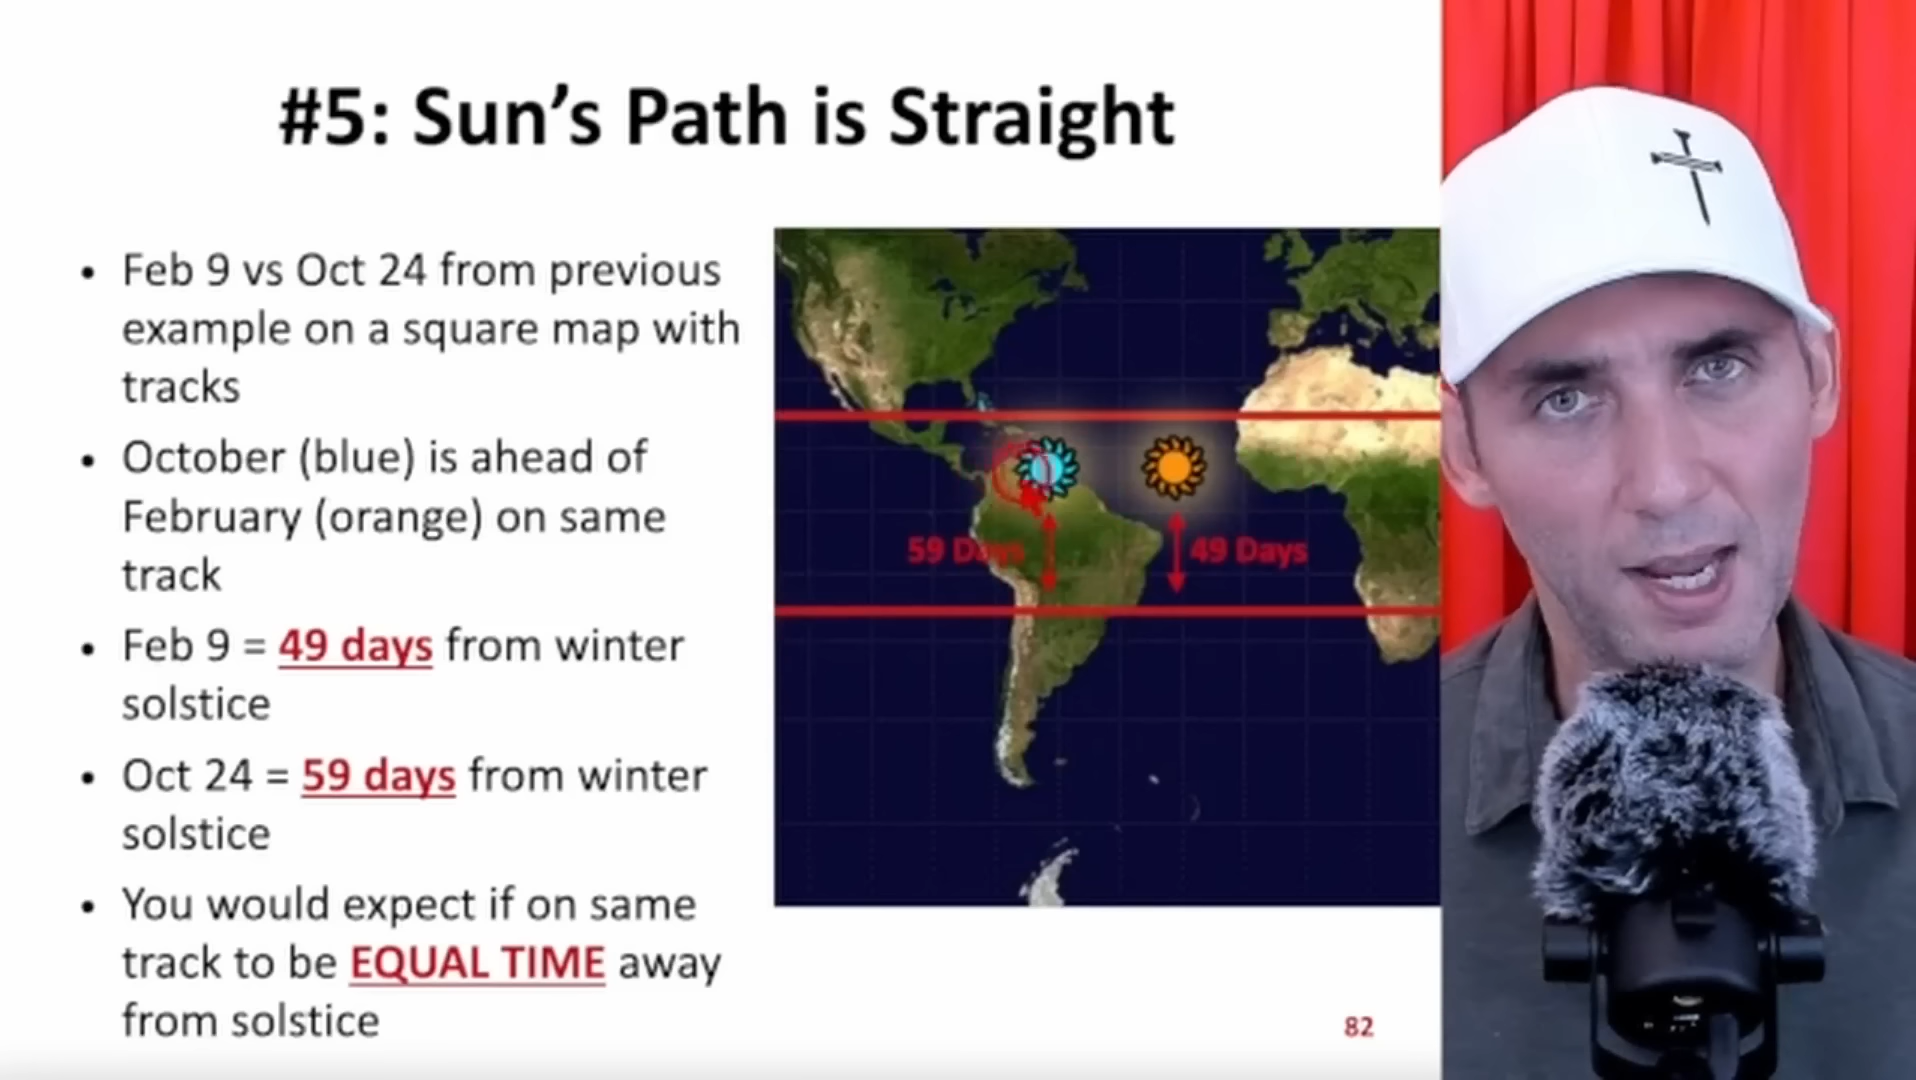 #5: Sun's Path is Straight
• Feb 9 vs Oct 24 from previous
example on a square map with
tracks
• October (blue) is ahead of
February (orange) on same
track
• Feb 9 = 49 days from winter
solstice
• Oct 24 = 59 days from winter
solstice
• You would expect if on same
track to be EQUAL TIME away
from solstice
59 Days
49 Days
82